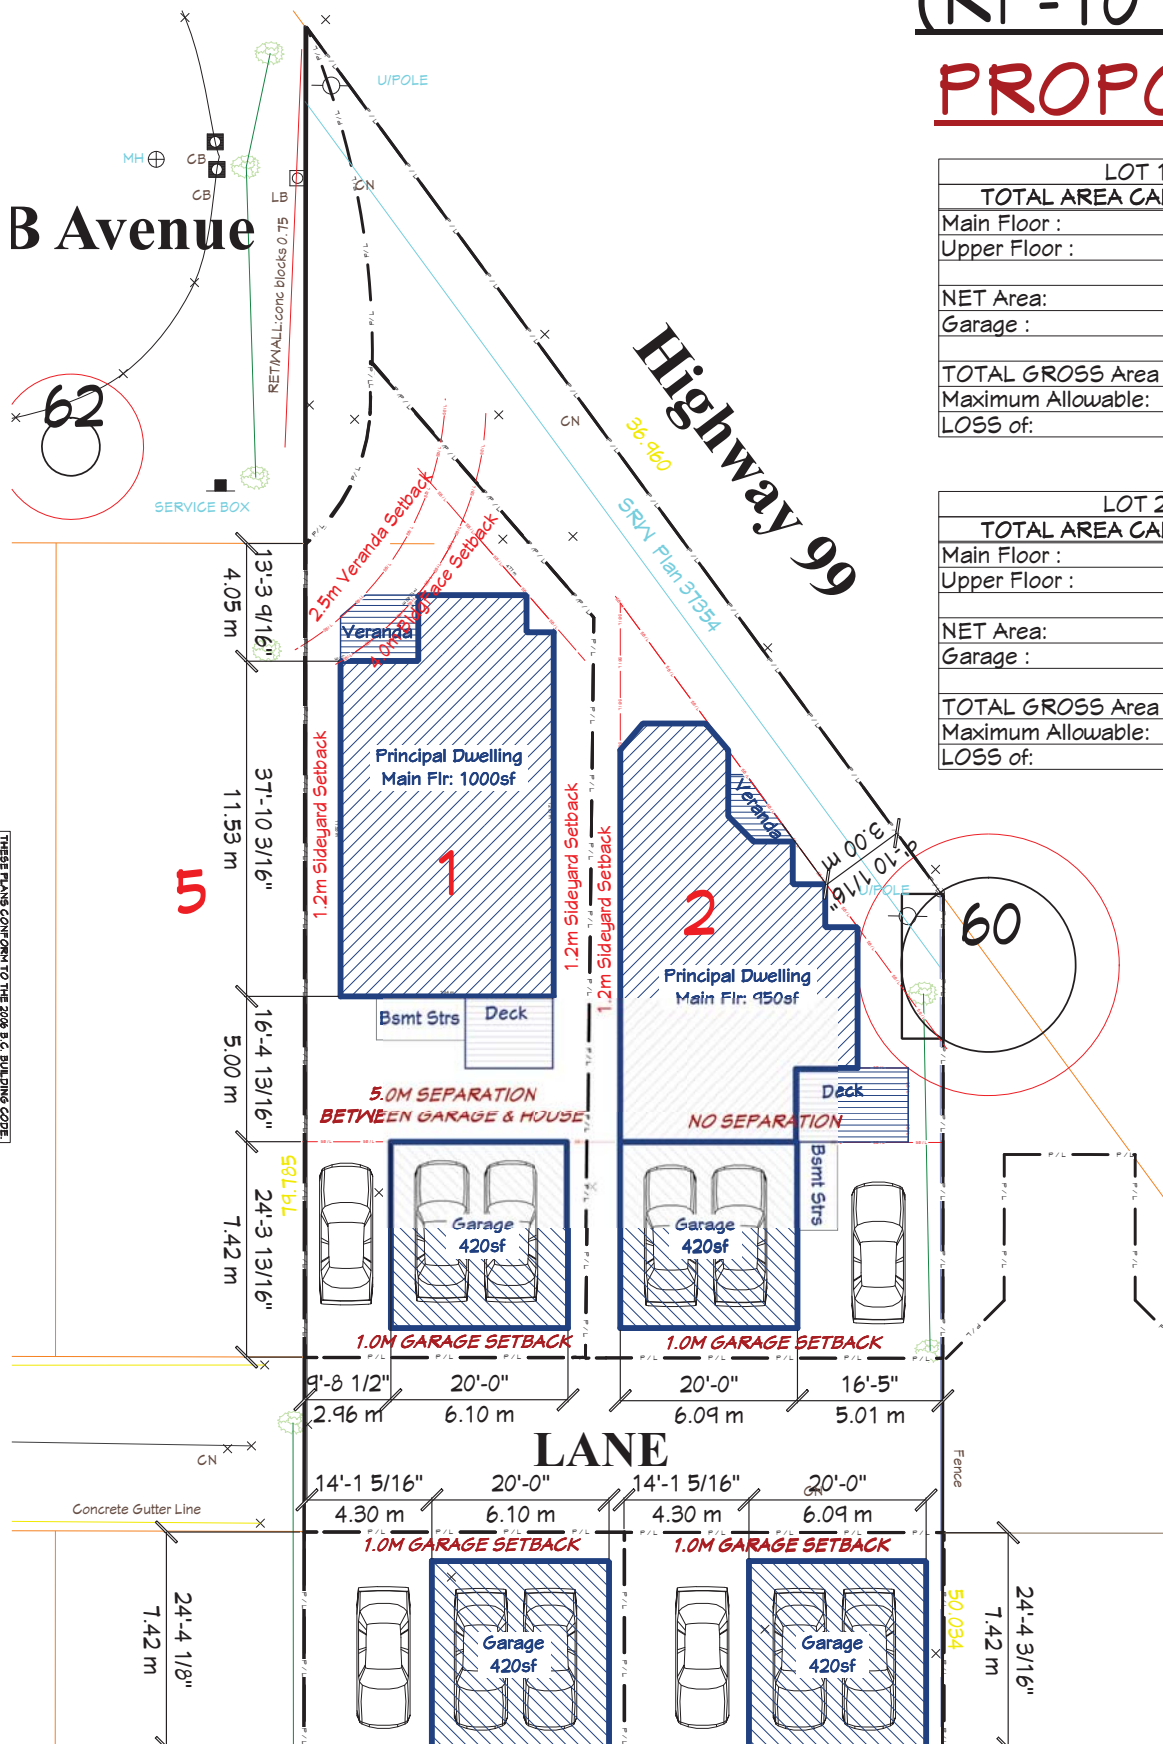 (RF-10
PROPO
U/POLE
MH
CB
CB
LB
CN
B Avenue
RET/WALL:conc blocks 0.75
LOT 1
TOTAL AREA CA
Main Floor :
Upper Floor :
NET Area:
Garage :
TOTAL GROSS Area
Maximum Allowable:
LOSS of:
Highway 99
62
CN
36.960
SERVICE BOX
SRW Plan 37354
LOT 2
TOTAL AREA CA
Main Floor :
Upper Floor :
NET Area:
Garage :
TOTAL GROSS Area
Maximum Allowable:
LOSS of:
2.5m Veranda Setback
4.0m Bldg Face Setback
13'-3 9/16"
4.05 m
Veranda
Principal Dwelling
Main Flr: 1000sf
1.2m Sideyard Setback
1.2m Sideyard Setback
1.2m Sideyard Setback
37'-10 3/16"
11.53 m
Veranda
3.00 m
9'-10 1/16"
U/POLE
5
1
2
60
THESE PLANS CONFORM TO THE 2006 B.C. BUILDING CODE.
Principal Dwelling
Main Flr: 950sf
Bsmt Strs
Deck
16'-4 13/16"
5.00 m
5.0M SEPARATION
BETWEEN GARAGE & HOUSE
NO SEPARATION
Deck
Bsmt Strs
79.785
24'-3 13/16"
7.42 m
Garage
420sf
Garage
420sf
1.0M GARAGE SETBACK
1.0M GARAGE SETBACK
9'-8 1/2"
20'-0"
20'-0"
16'-5"
2.96 m
6.10 m
6.09 m
5.01 m
LANE
CN
Fence
14'-1 5/16"
20'-0"
14'-1 5/16"
20'-0"
CN
Concrete Gutter Line
4.30 m
6.10 m
4.30 m
6.09 m
1.0M GARAGE SETBACK
1.0M GARAGE SETBACK
24'-4 1/8"
7.42 m
Garage
420sf
Garage
420sf
50.034
24'-4 3/16"
7.42 m